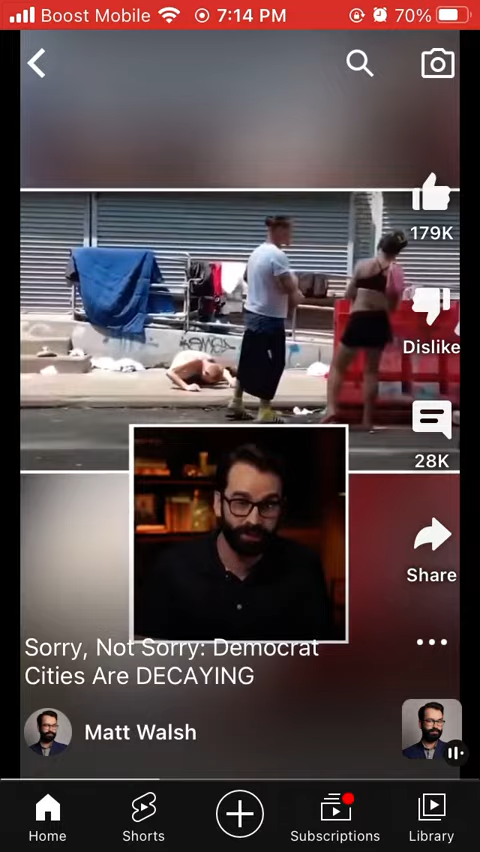 Boost Mobile
7:14 PM
70%
179K
Dislike
28K
Share
Sorry, Not Sorry: Democrat
Cities Are DECAYING
Matt Walsh
Home
Shorts
Subscriptions
Library